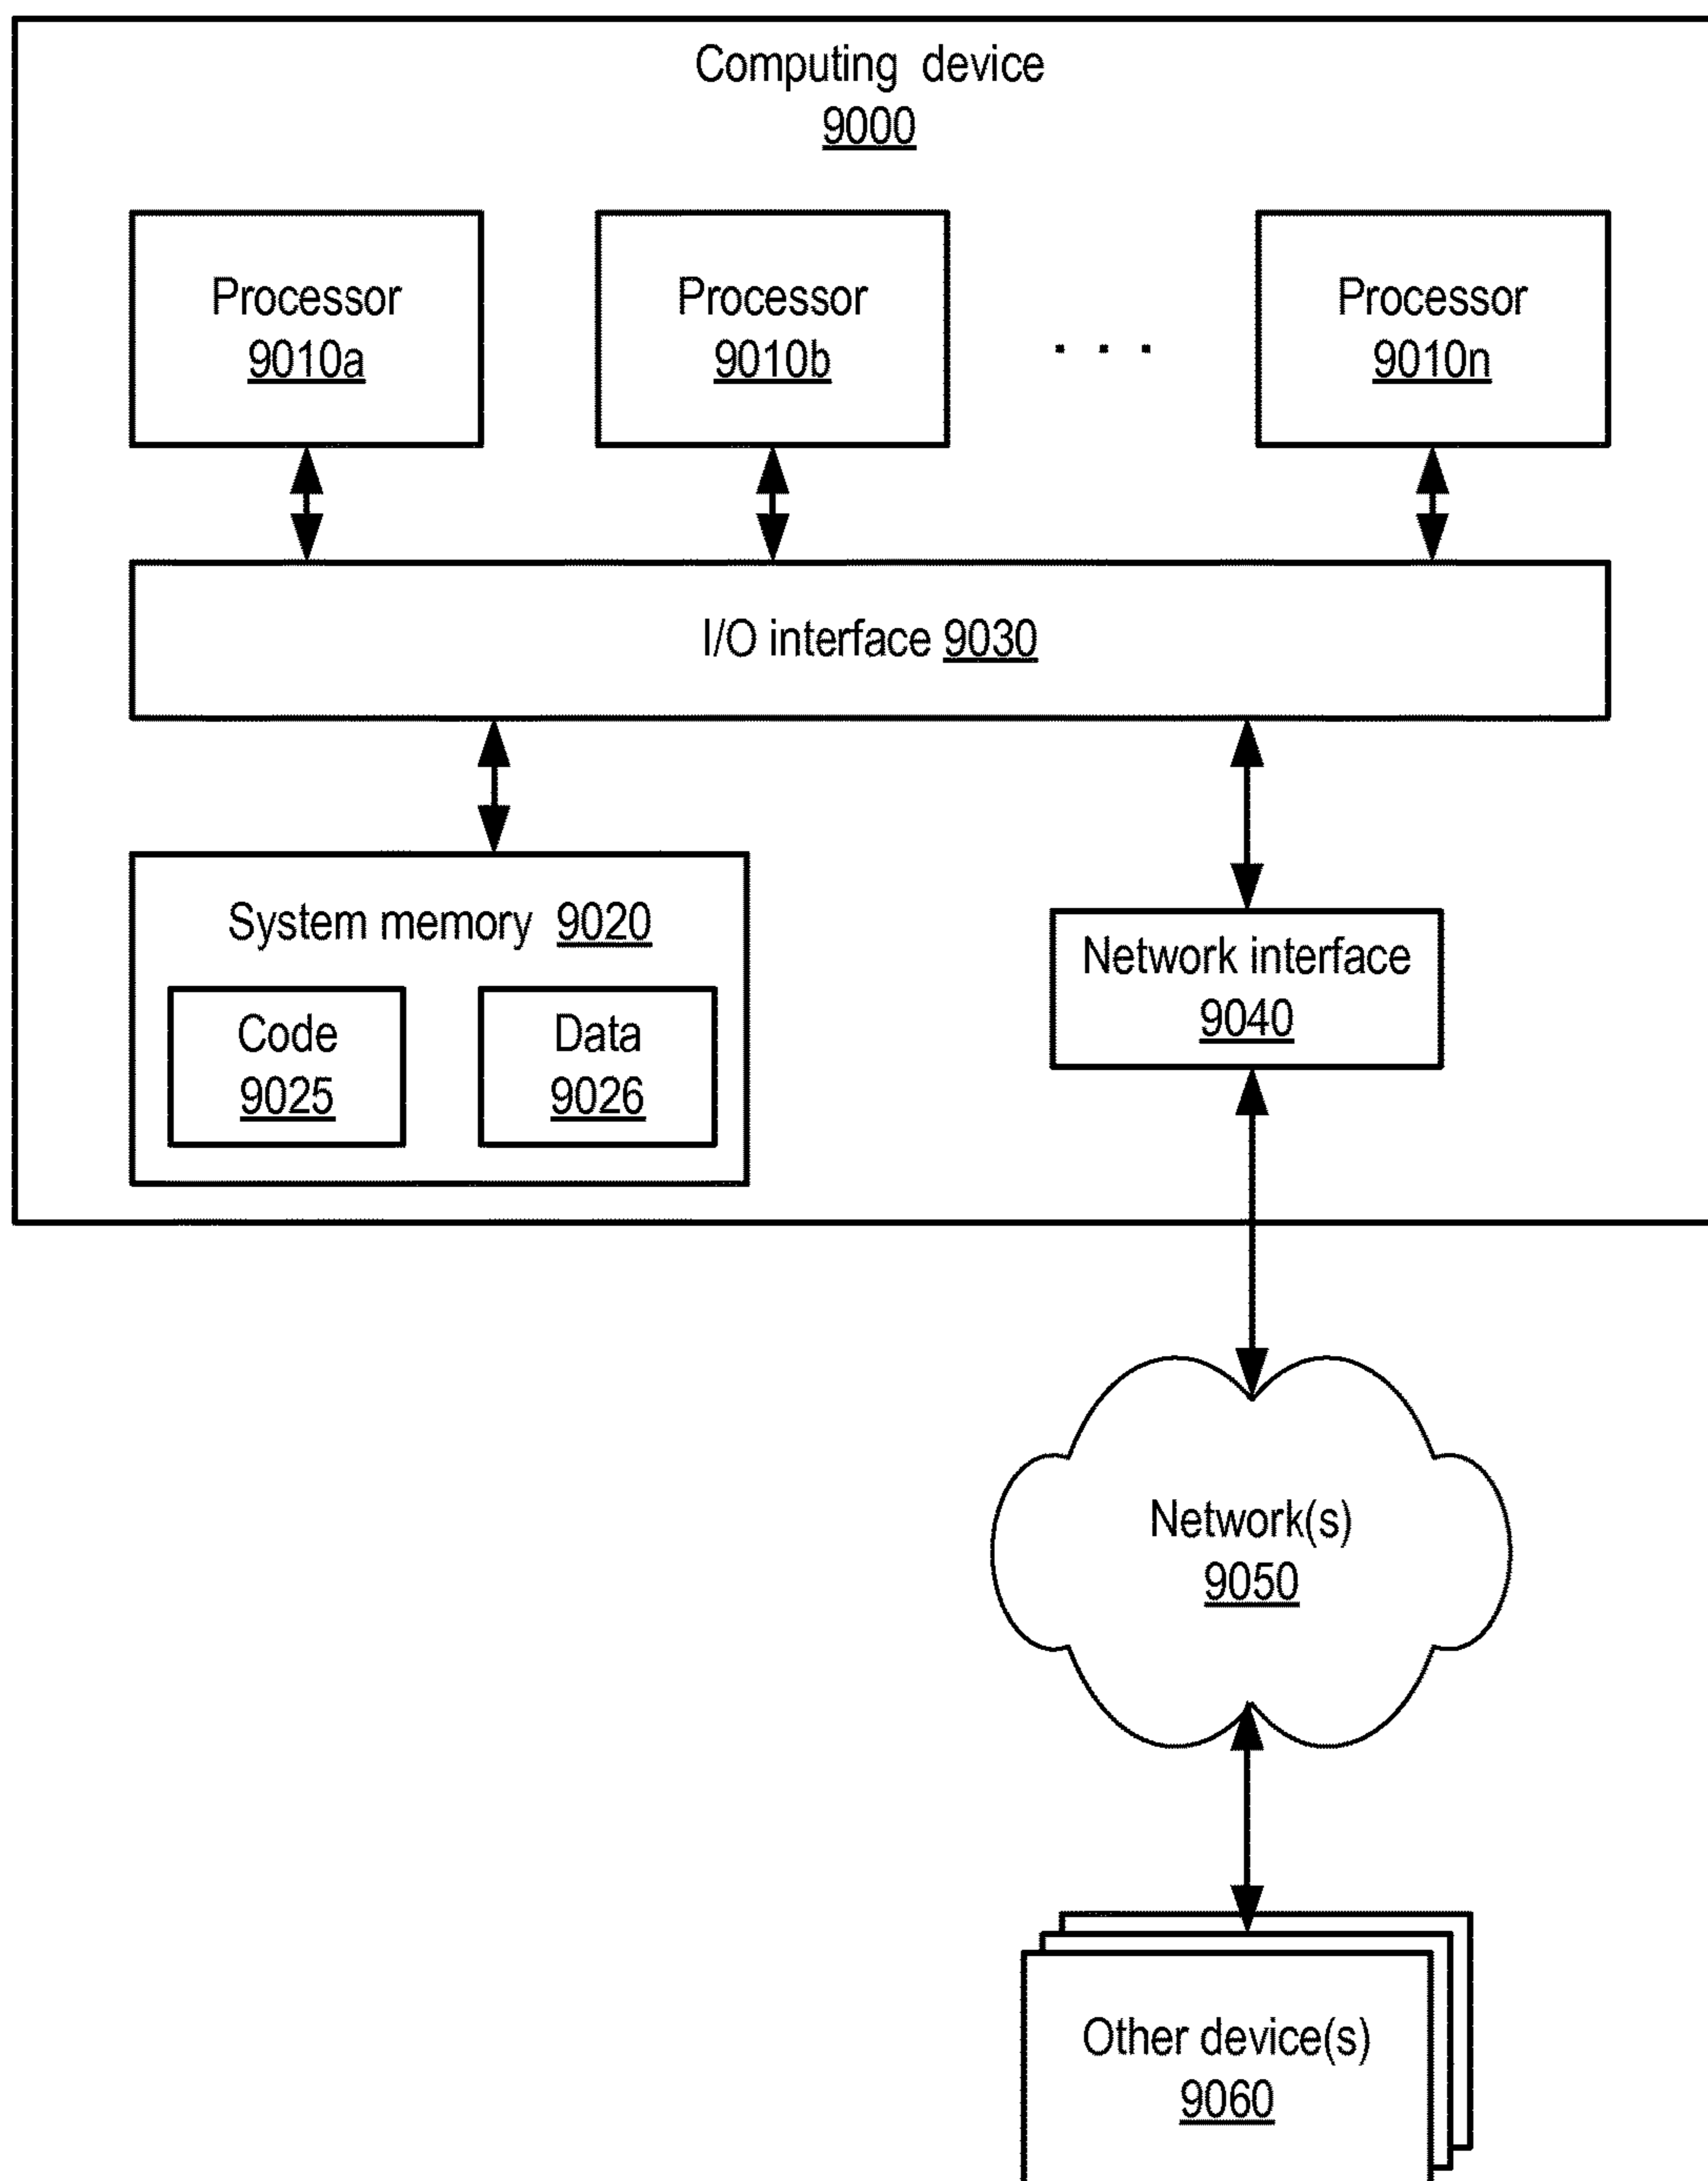 Computing device
9000
Processor
9010a
Processor
9010b
. . .
Processor
9010n
I/O interface 9030
System memory 9020
Code
9025
Data
9026
Network interface
9040
Network(s)
9050
Other device(s)
9060